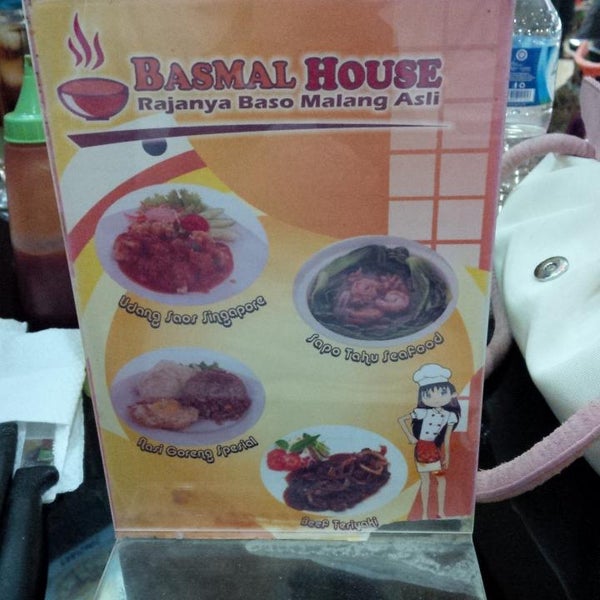 BASMAL HOUSE
Rajanya Baso Malang Asli
Udang Saos Singapore
Sapo Tahu Seafood
Nasi Goreng Spesial
Beef Teriyaki